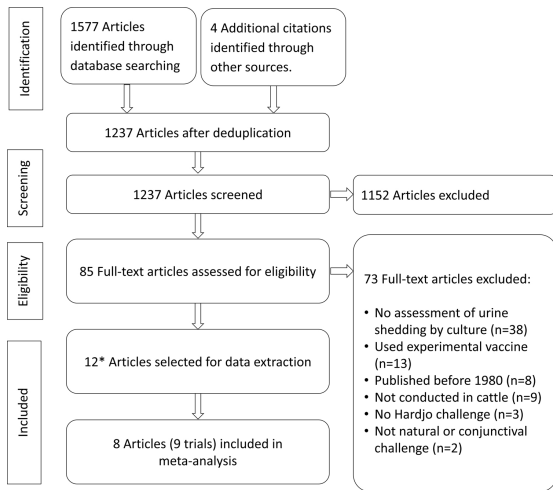 Identification
1577 Articles
identified through
database searching
4 Additional citations
identified through
other sources.
1237 Articles after deduplication
Screening
1237 Articles screened
1152 Articles excluded
Eligibility
85 Full-text articles assessed for eligibility
73 Full-text articles excluded:
• No assessment of urine
shedding by culture (n=38)
• Used experimental vaccine
(n=13)
• Published before 1980 (n=8)
• Not conducted in cattle (n=9)
• No Hardjo challenge (n=3)
• Not natural or conjunctival
challenge (n=2)
Included
12* Articles selected for data extraction
8 Articles (9 trials) included in
meta-analysis